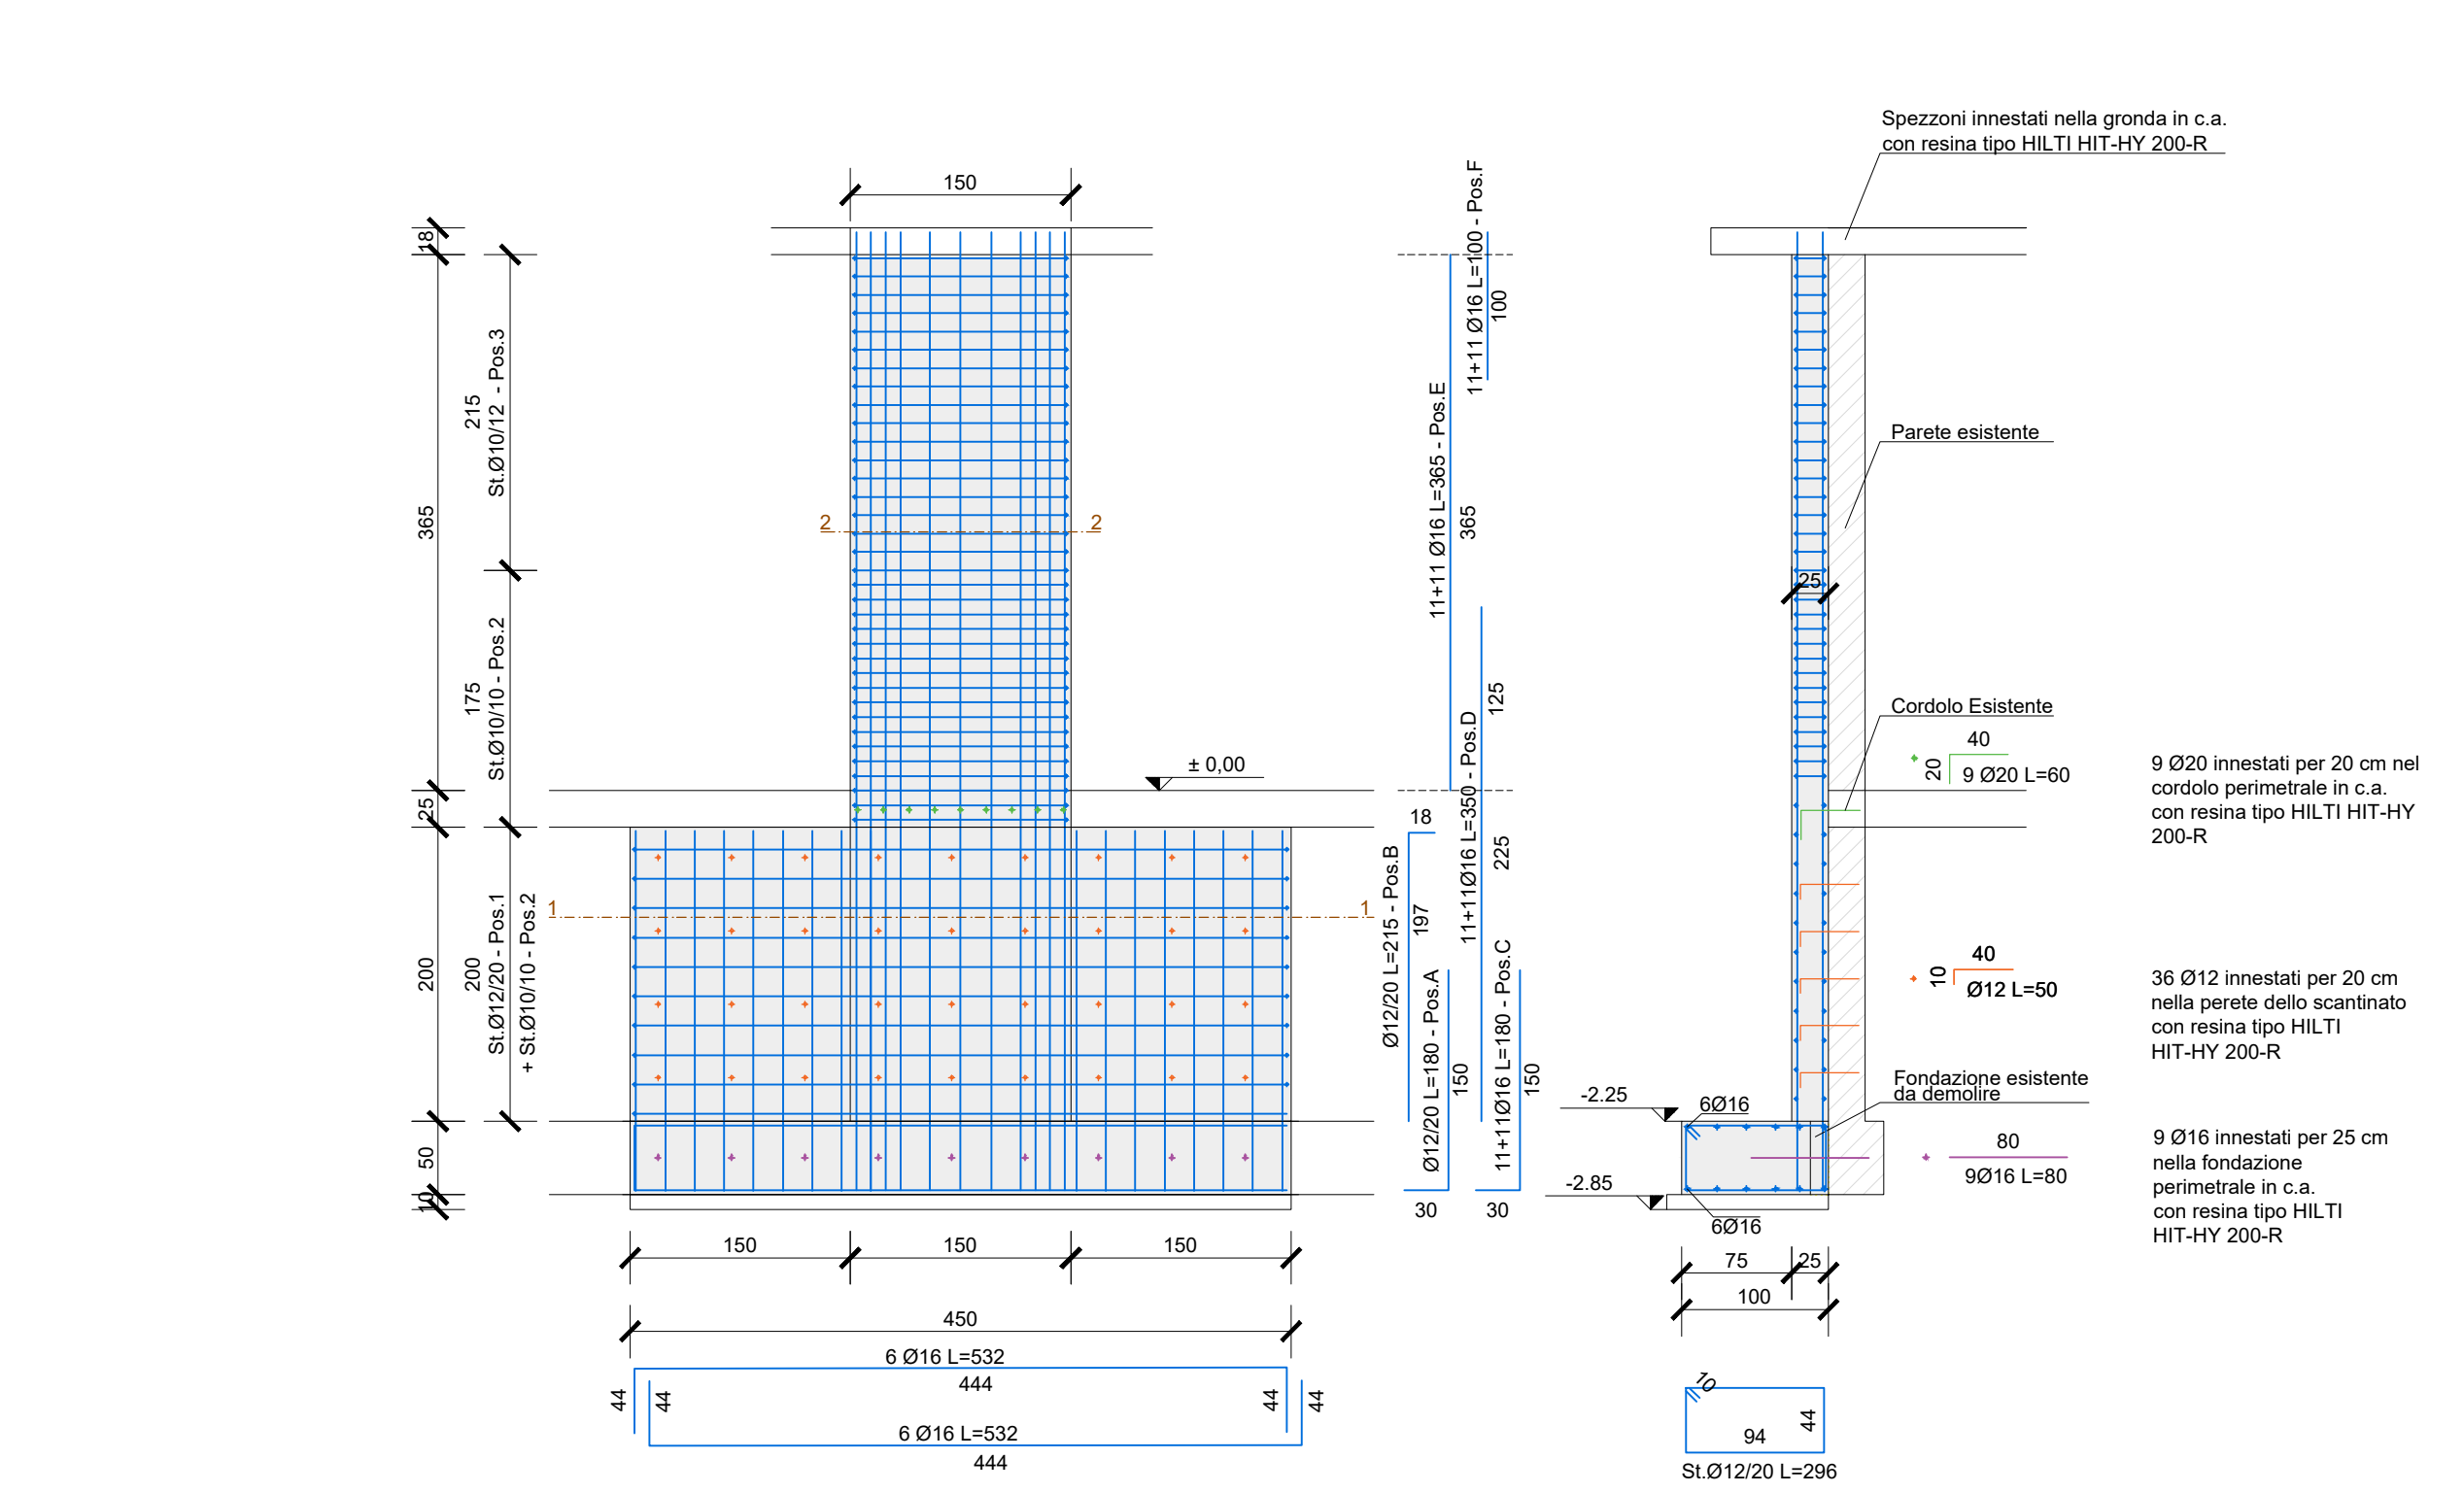 Spezzoni innestati nella gronda in c.a.
con resina tipo HILTI HIT-HY 200-R
150
18
365
25
200
50
10
215
St.Ø10/12  - Pos.3
175
St.Ø10/10 - Pos.2
200
St.Ø12/20 - Pos.1
+ St.Ø10/10 - Pos.2
2
2
1
1
± 0,00
11+11 Ø16 L=100 - Pos.F
100
11+11 Ø16 L=365 - Pos.E
365
11+11Ø16 L=350 - Pos.D
125
225
18
Ø12/20 L=215 - Pos.B
197
Ø12/20 L=180 - Pos.A
150
30
11+11Ø16 L=180 - Pos.C
150
30
Parete esistente
25
Cordolo Esistente
40
20
9 Ø20 L=60
9 Ø20 innestati per 20 cm nel
cordolo perimetrale in c.a.
con resina tipo HILTI HIT-HY
200-R
40
10
Ø12 L=50
36 Ø12 innestati per 20 cm
nella perete dello scantinato
con resina tipo HILTI
HIT-HY 200-R
Fondazione esistente
da demolire
-2.25
6Ø16
-2.85
6Ø16
80
9Ø16 L=80
9 Ø16 innestati per 25 cm
nella fondazione
perimetrale in c.a.
con resina tipo HILTI
HIT-HY 200-R
150
150
150
450
75
25
100
6 Ø16 L=532
444
44
44
44
44
6 Ø16 L=532
444
10
44
94
St.Ø12/20 L=296